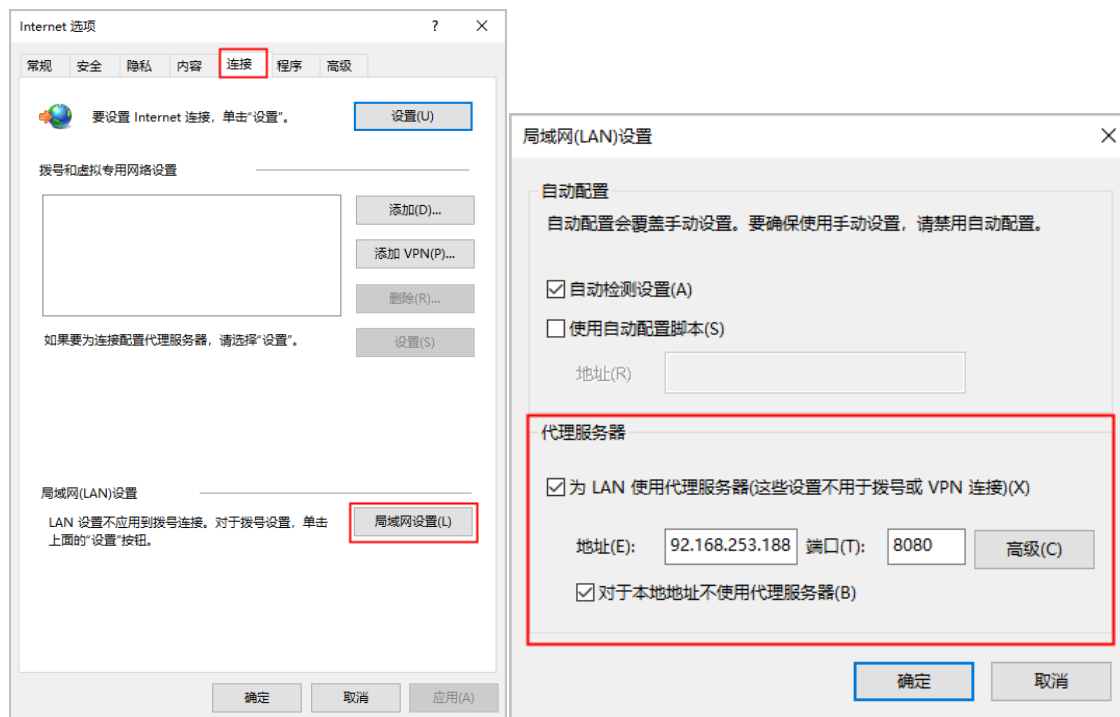 Internet 选项
?
常规 安全 隐私 内容 连接 程序 高级
要设置 Internet 连接，单击“设置”。
设置(U)
拨号和虚拟专用网络设置
添加(D)...
添加 VPN(P)...
删除(R)...
如果要为连接配置代理服务器，请选择“设置”。
设置(S)
局域网(LAN)设置
LAN 设置不应用到拨号连接。对于拨号设置，单击
上面的“设置”按钮。
局域网设置(L)
确定 取消 应用(A)
局域网(LAN)设置
自动配置
自动配置会覆盖手动设置。要确保使用手动设置，请禁用自动配置。
自动检测设置(A)
使用自动配置脚本(S)
地址(R)
代理服务器
为 LAN 使用代理服务器(这些设置不用于拨号或 VPN 连接)(X)
地址(E): 92.168.253.188 端口(T): 8080 高级(C)
对于本地地址不使用代理服务器(B)
确定 取消